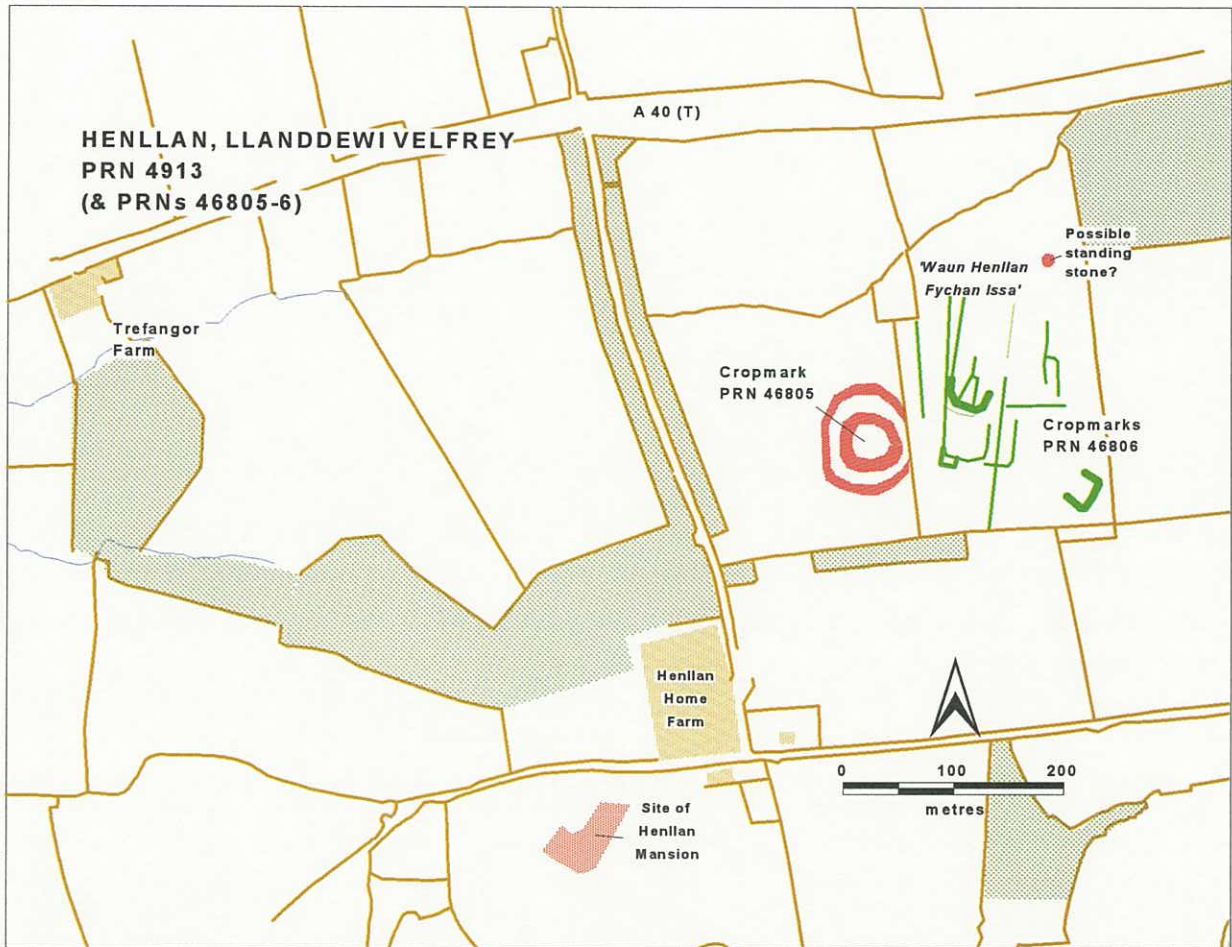 A 40 (T)
HENLLAN, LLANDDEWI VELFREY
PRN 4913
(& PRNs 46805-6)
Possible
standing
stone?
'Waun Henllan
Fychan Issa'
Trefangor
Farm
Cropmark
PRN 46805
Cropmarks
PRN 46806
Henllan
Home
Farm
0 100 200
metres
Site of
Henllan
Mansion